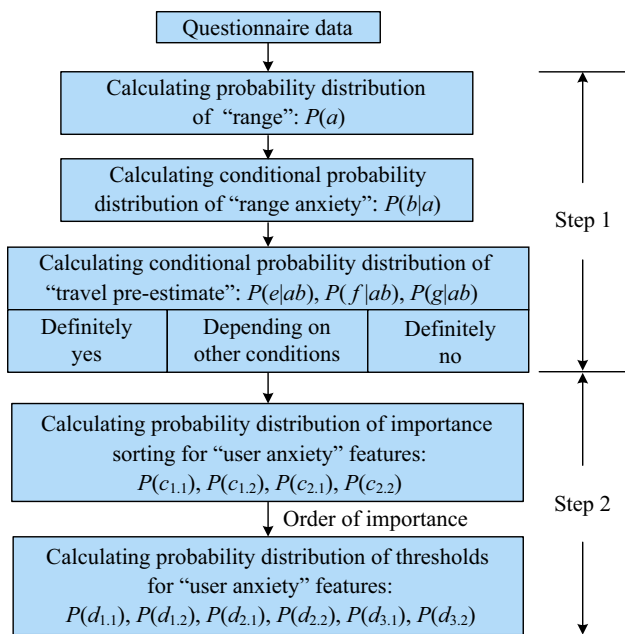 Questionnaire data
Calculating probability distribution
of “range”: P(a)
Calculating conditional probability
distribution of “range anxiety”: P(b|a)
Step 1
Calculating conditional probability distribution of
“travel pre-estimate”: P(e|ab), P(f|ab), P(g|ab)
Definitely
yes
Depending on
other conditions
Definitely
no
Calculating probability distribution of importance
sorting for “user anxiety” features:
P(c1.1), P(c1.2), P(c2.1), P(c2.2)
Step 2
Order of importance
Calculating probability distribution of thresholds
for “user anxiety” features:
P(d1.1), P(d1.2), P(d2.1), P(d2.2), P(d3.1), P(d3.2)